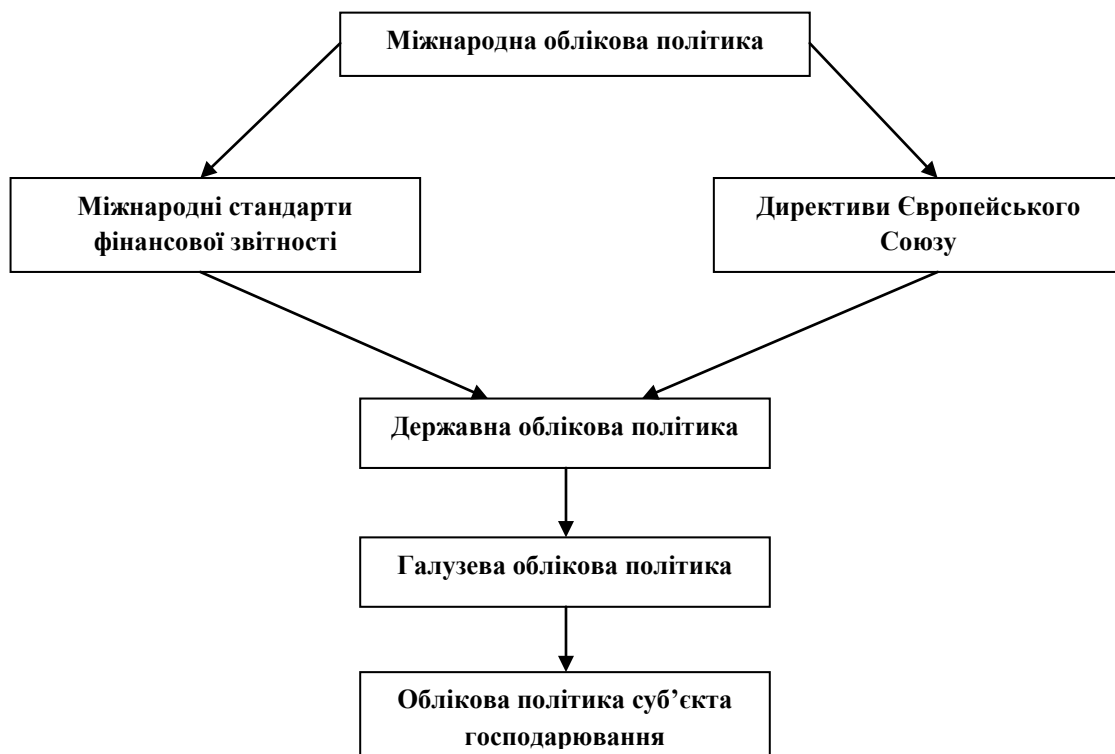 Міжнародна облікова політика
Міжнародні стандарти
фінансової звітності
Директиви Європейського
Союзу
Державна облікова політика
Галузева облікова політика
Облікова політика суб’єкта
господарювання